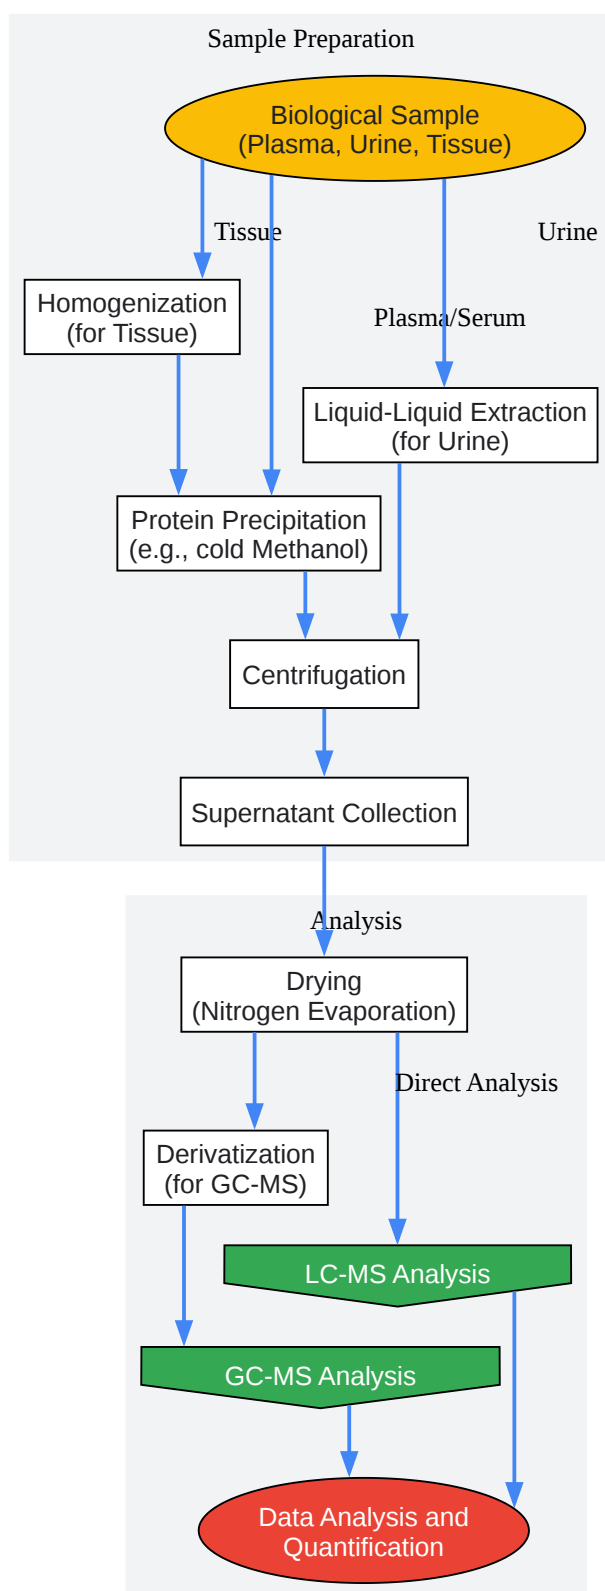 Sample Preparation
Biological Sample
(Plasma, Urine, Tissue)
Tissue
Urine
Homogenization
(for Tissue)
Plasma/Serum
Liquid-Liquid Extraction
(for Urine)
Protein Precipitation
(e.g., cold Methanol)
Centrifugation
Supernatant Collection
Analysis
Drying
(Nitrogen Evaporation)
Direct Analysis
Derivatization
(for GC-MS)
LC-MS Analysis
GC-MS Analysis
Data Analysis and
Quantification